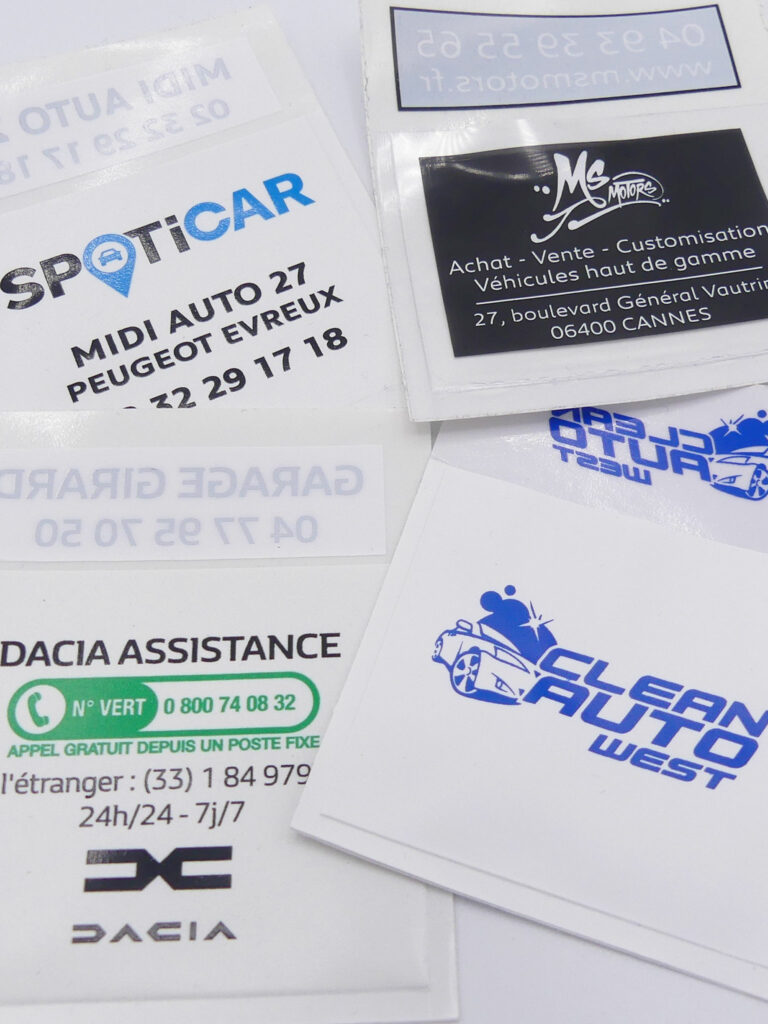 MIDI AUTO 2
02 32 29 17 18
SPOTiCAR
MIDI AUTO 27
PEUGEOT EVREUX
32 29 17 18
04 93 39 55 65
www.msmotors.fr
Ms MOTORS
Achat - Vente - Customisation
Véhicules haut de gamme
27, boulevard Général Vautrin
06400 CANNES
GARAGE GIRARD
04 77 95 70 50
DACIA ASSISTANCE
N° VERT 0 800 74 08 32
APPEL GRATUIT DEPUIS UN POSTE FIXE
l'étranger : (33) 1 84 979
24h/24 - 7j/7
DACIA
CLEAN
AUTO
WEST
CLEAN
AUTO
WEST